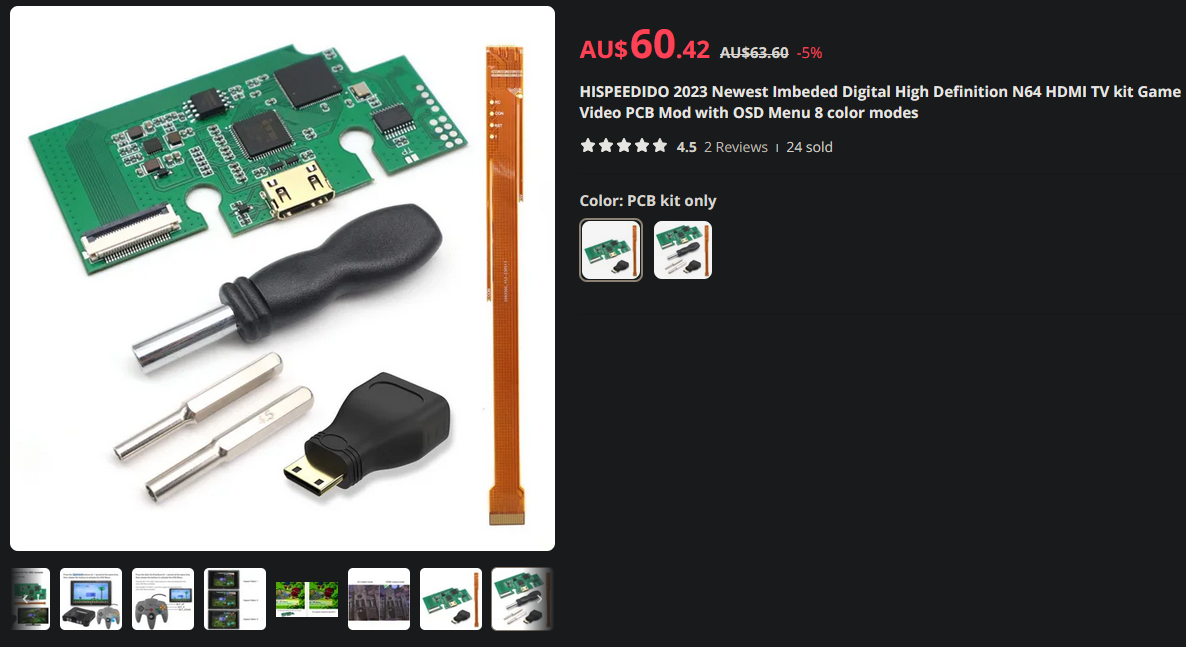 AU$60.42 AU$63.60 -5%
HISPEEDIDO 2023 Newest Imbeded Digital High Definition N64 HDMI TV kit Game
Video PCB Mod with OSD Menu 8 color modes
4.5 2 Reviews 24 sold
Color: PCB kit only
4.5